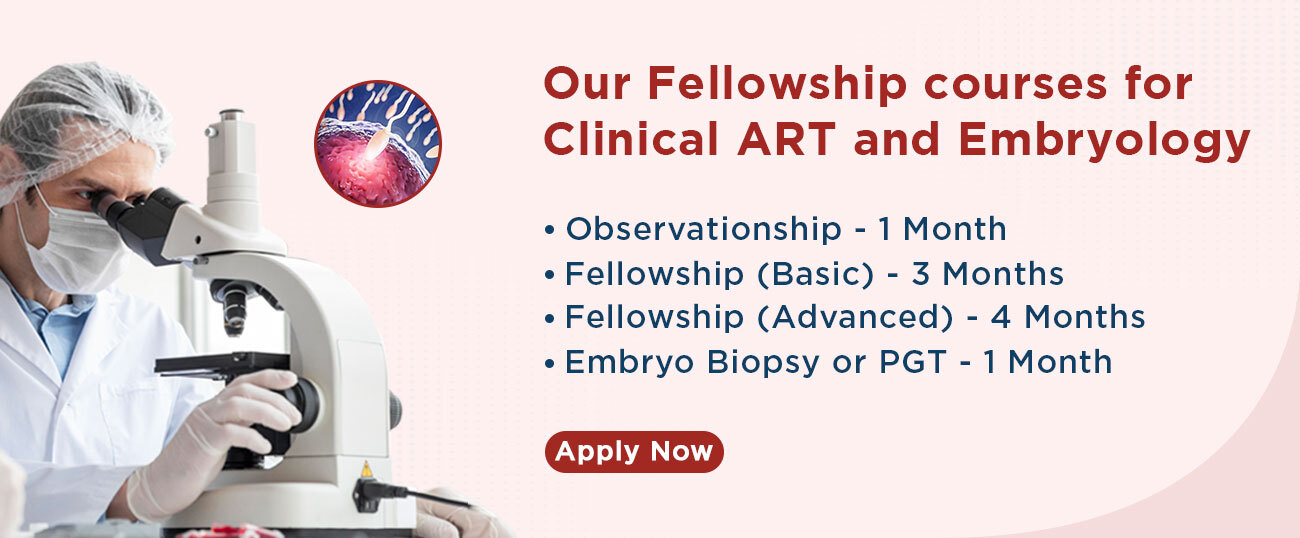 Our Fellowship courses for
Clinical ART and Embryology
• Observationship - 1 Month
• Fellowship (Basic) - 3 Months
• Fellowship (Advanced) - 4 Months
• Embryo Biopsy or PGT - 1 Month
Apply Now